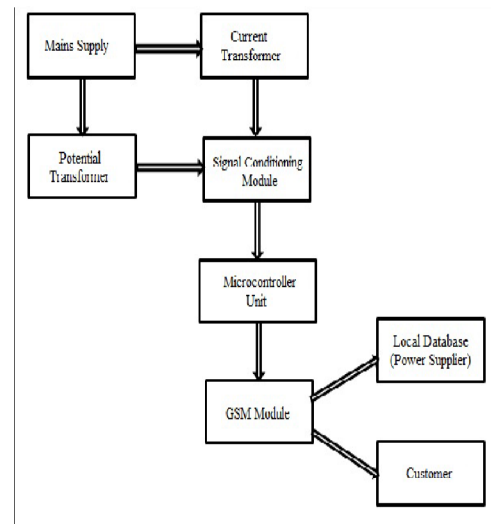 Mains Supply
Current
Transformer
Potential
Transformer
Signal Conditioning
Module
Microcontroller
Unit
Local Database
(Power Supplier)
GSM Module
Customer